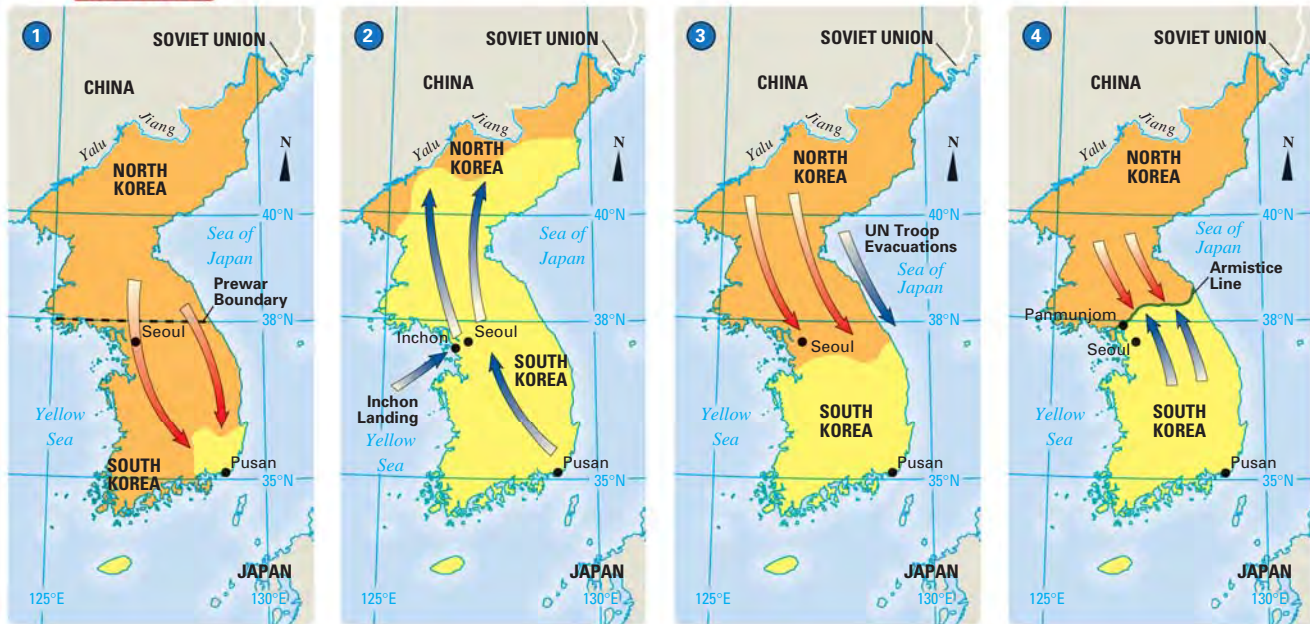 1
SOVIET UNION
CHINA
Yalu Jiang
NORTH
KOREA
N
40°N
Sea of
Japan
Prewar
Boundary
38°N
Seoul
Yellow
Sea
SOUTH
KOREA
Pusan
35°N
JAPAN
125°E
130°E
2
SOVIET UNION
CHINA
Yalu Jiang
NORTH
KOREA
N
40°N
Sea of
Japan
38°N
Inchon
Seoul
SOUTH
KOREA
Inchon
Landing
Yellow
Sea
Pusan
35°N
JAPAN
125°E
130°E
3
SOVIET UNION
CHINA
Yalu Jiang
NORTH
KOREA
N
40°N
UN Troop
Evacuations
Sea of
Japan
38°N
Seoul
Yellow
Sea
SOUTH
KOREA
Pusan
35°N
JAPAN
125°E
130°E
4
SOVIET UNION
CHINA
Yalu Jiang
NORTH
KOREA
N
40°N
Sea of
Japan
Armistice
Line
Panmunjom
38°N
Seoul
Yellow
Sea
SOUTH
KOREA
Pusan
35°N
JAPAN
125°E
130°E